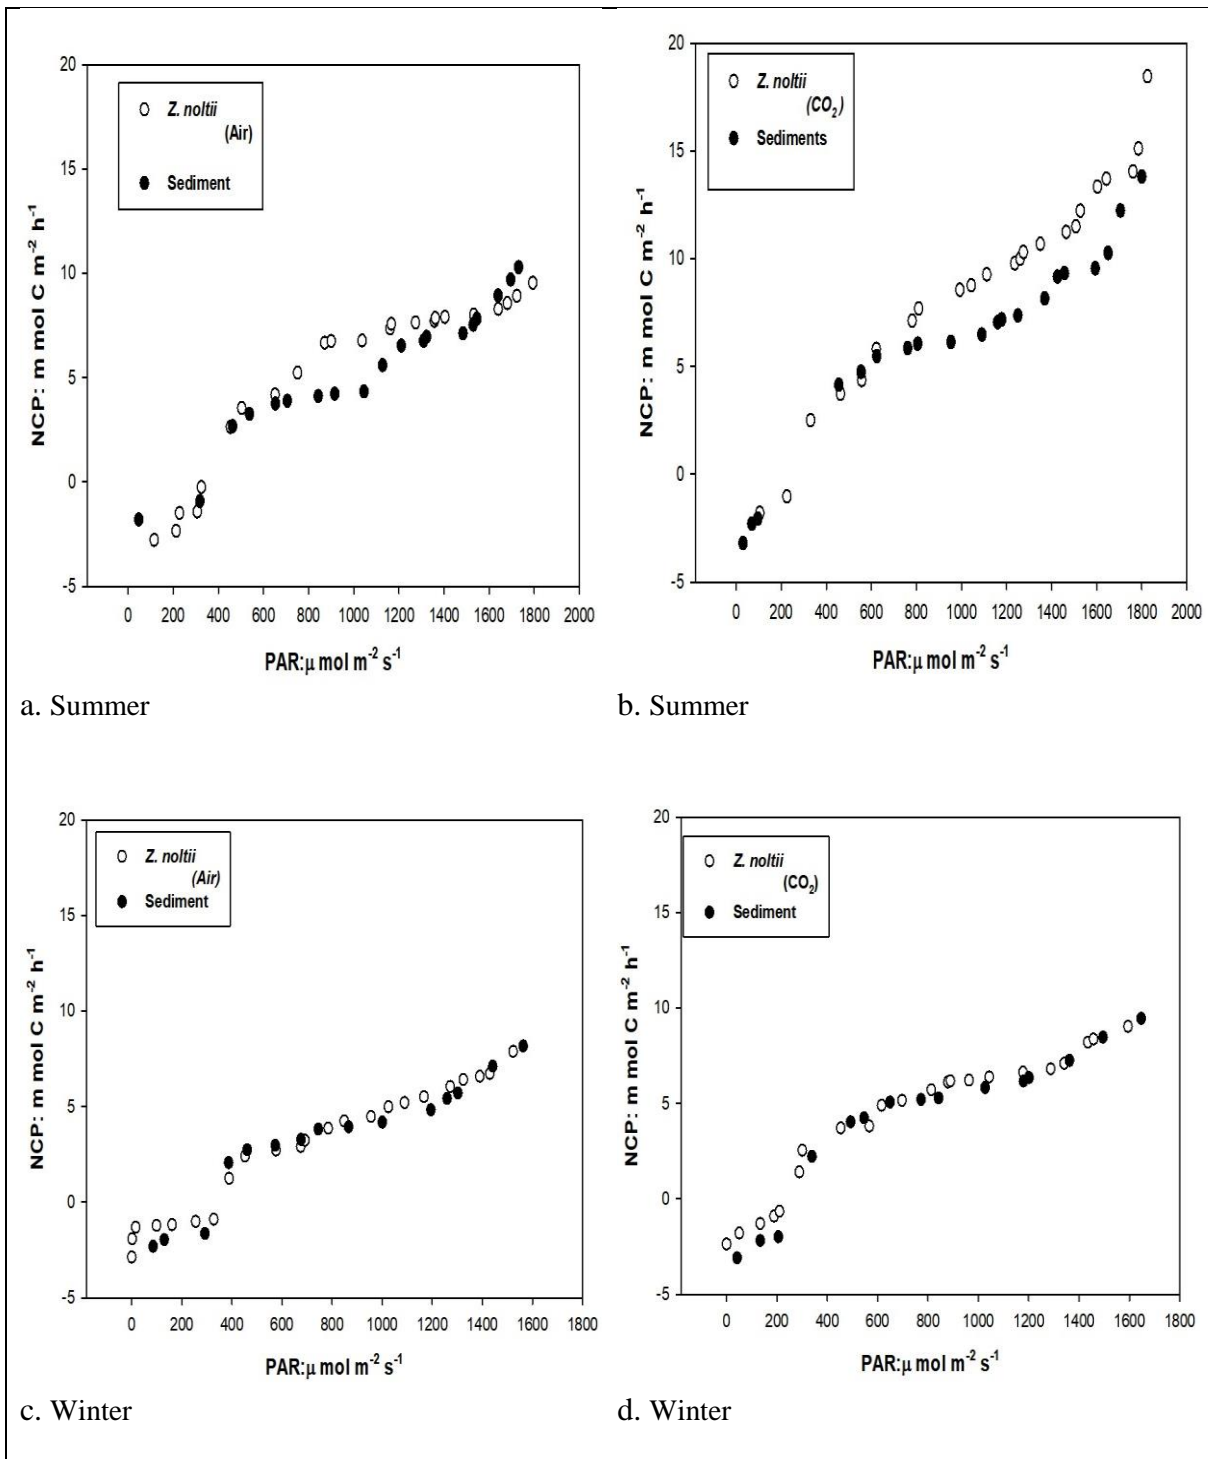 20
15
10
5
0
-5
NCP: m mol C m⁻² h⁻¹
Z. noltii
(Air)
Sediment
0 200 400 600 800 1000 1200 1400 1600 1800 2000
PAR:μ mol m⁻² s⁻¹
a. Summer
20
15
10
5
0
-5
NCP: m mol C m⁻² h⁻¹
Z. noltii
(CO₂)
Sediments
0 200 400 600 800 1000 1200 1400 1600 1800 2000
PAR:μ mol m⁻² s⁻¹
b. Summer
20
15
10
5
0
-5
NCP: m mol C m⁻² h⁻¹
Z. noltii
(Air)
Sediment
0 200 400 600 800 1000 1200 1400 1600 1800
PAR:μ mol m⁻² s⁻¹
c. Winter
20
15
10
5
0
-5
NCP: m mol C m⁻² h⁻¹
Z. noltii
(CO₂)
Sediment
0 200 400 600 800 1000 1200 1400 1600 1800
PAR:μ mol m⁻² s⁻¹
d. Winter